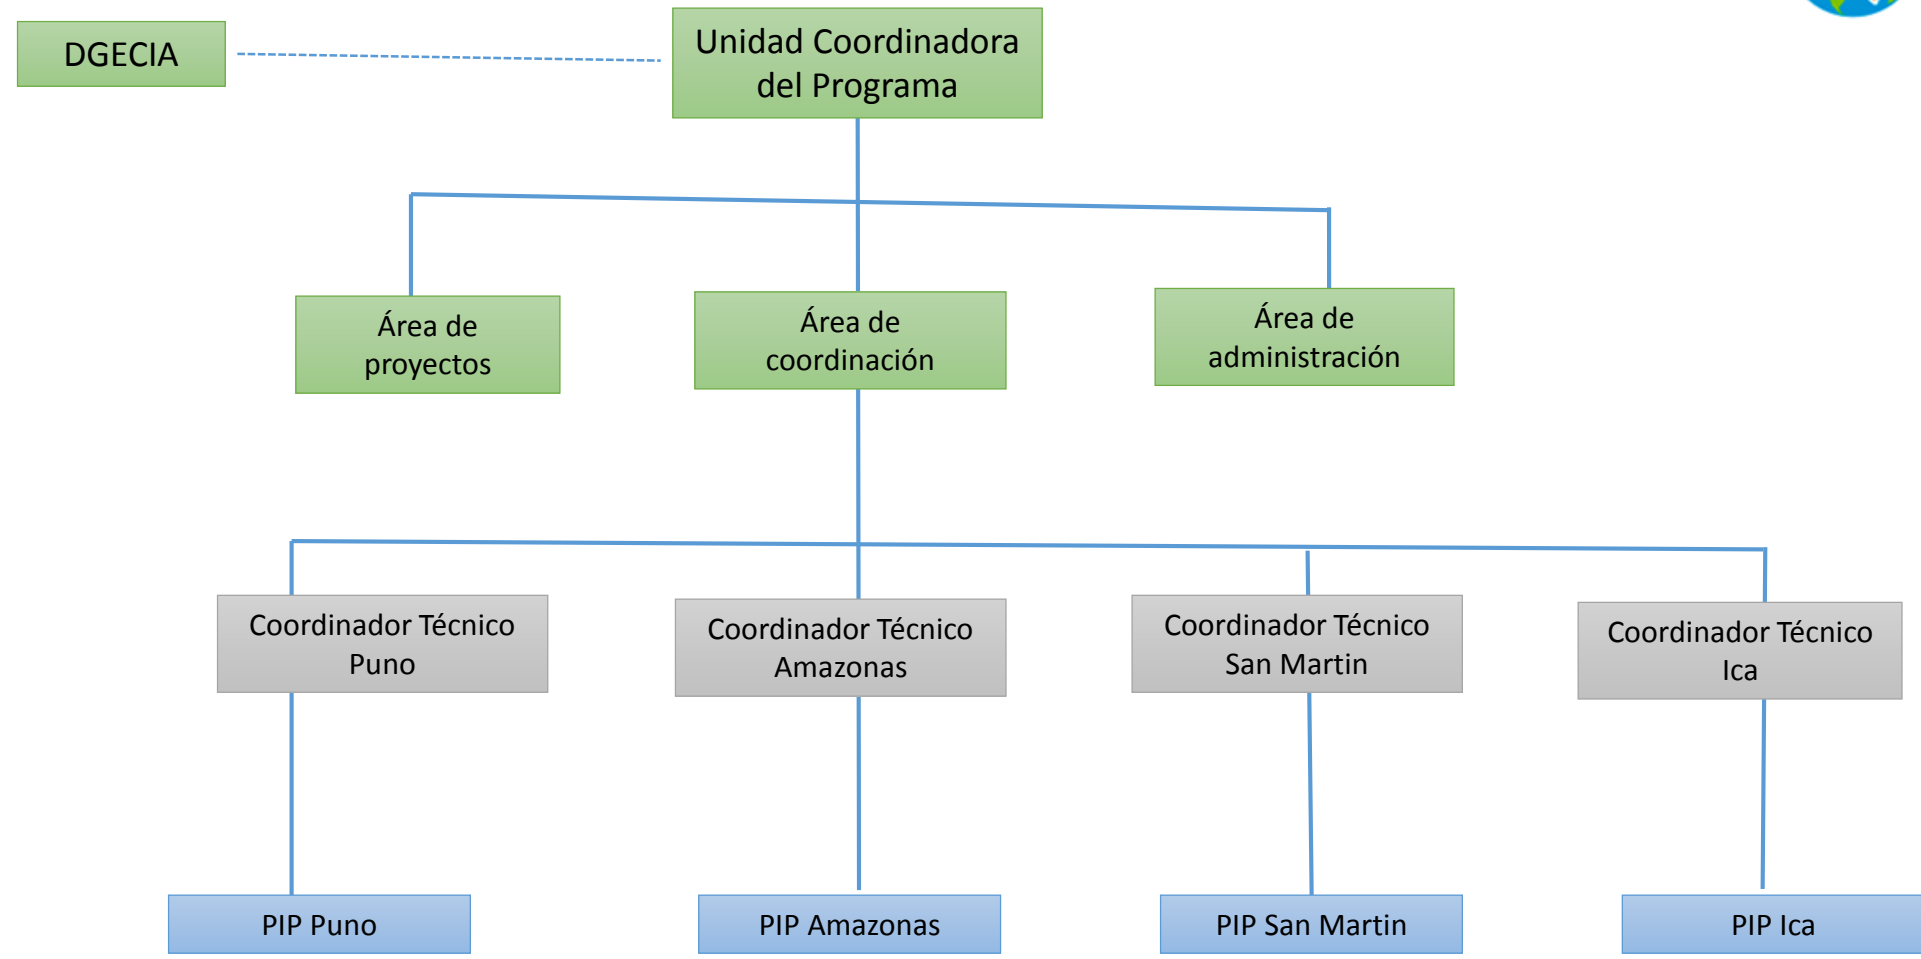 DGECIA
Unidad Coordinadora
del Programa
Área de
proyectos
Área de
coordinación
Área de
administración
Coordinador Técnico
Puno
Coordinador Técnico
Amazonas
Coordinador Técnico
San Martin
Coordinador Técnico
Ica
PIP Puno
PIP Amazonas
PIP San Martin
PIP Ica